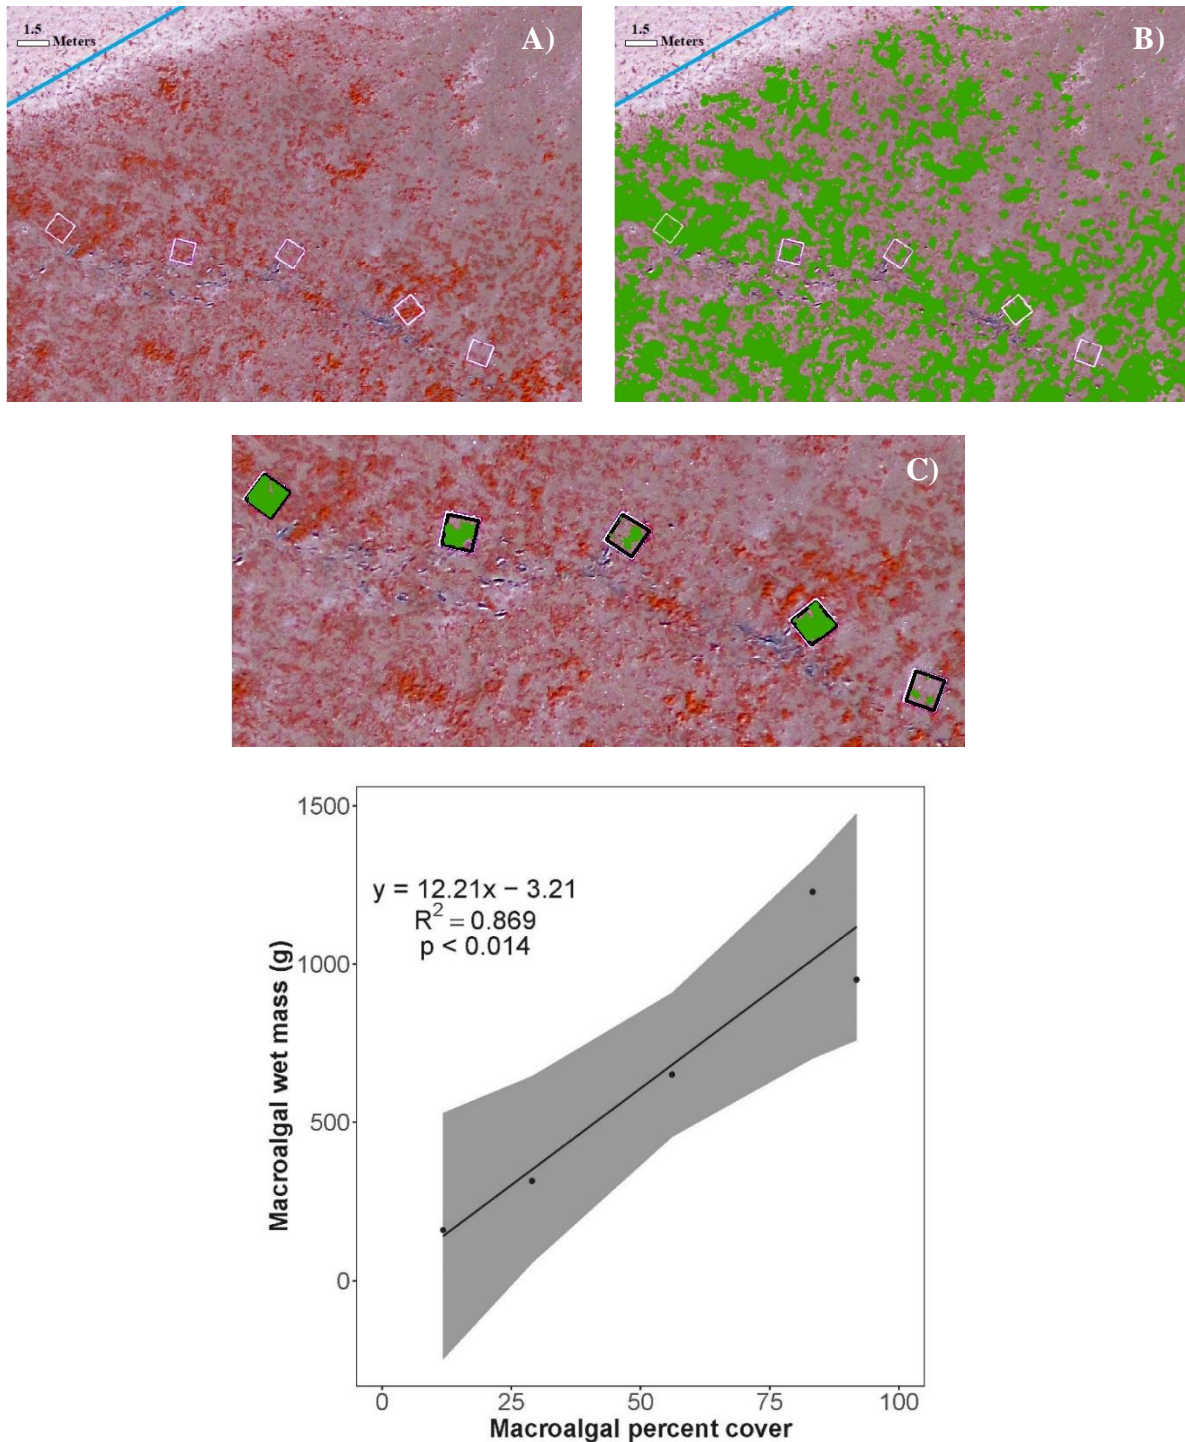 1.5
Meters
A)
1.5
Meters
B)
C)
1500
1000
500
0
y = 12.21x − 3.21
R² = 0.869
p < 0.014
Macroalgal wet mass (g)
0 25 50 75 100
Macroalgal percent cover